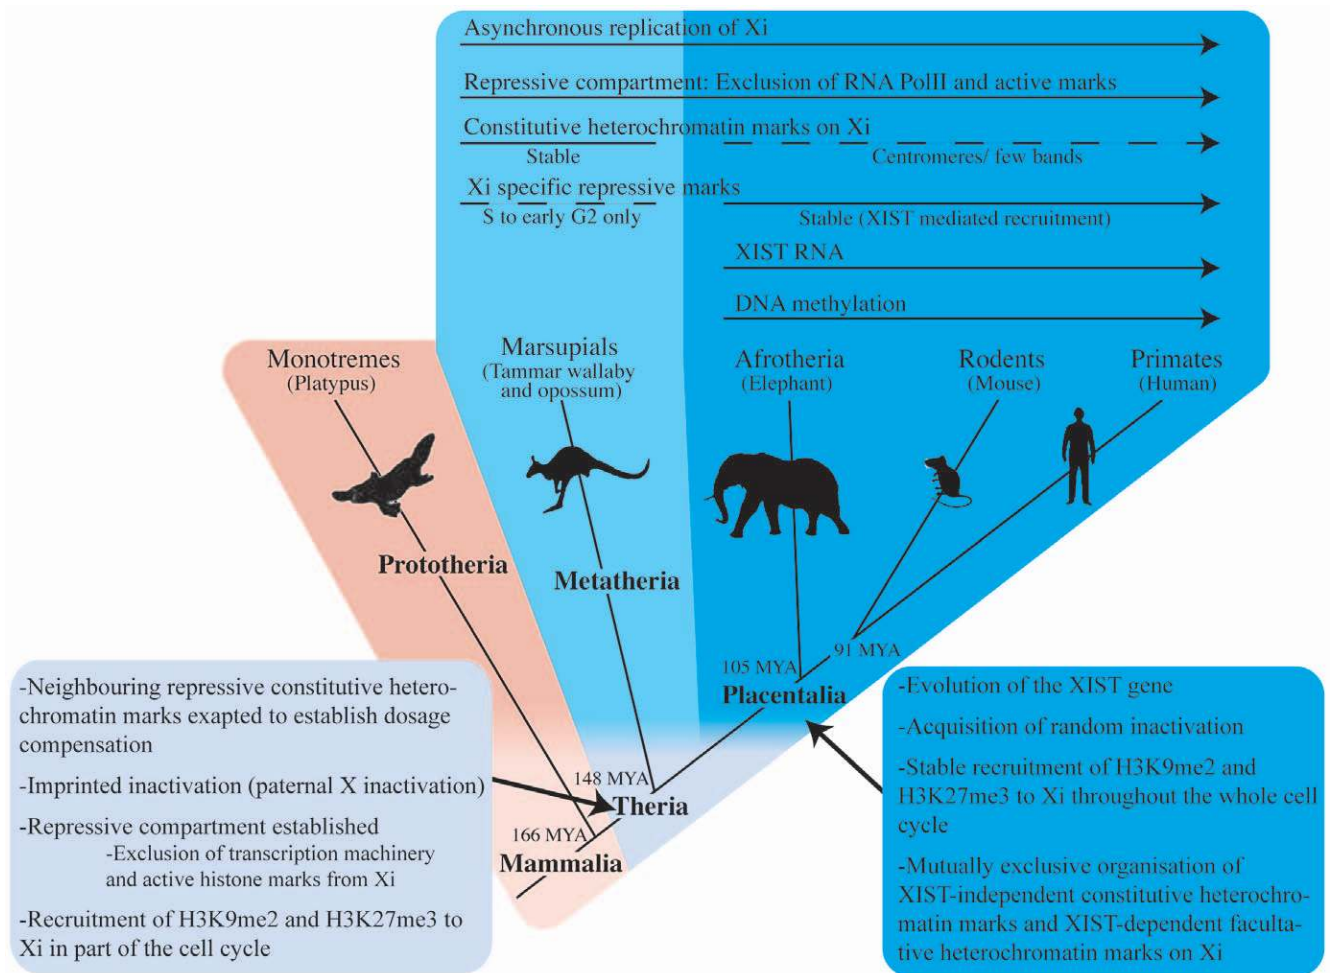 Asynchronous replication of Xi
Repressive compartment: Exclusion of RNA PolII and active marks
Constitutive heterochromatin marks on Xi
Stable
Centromeres/ few bands
Xi specific repressive marks
S to early G2 only
Stable (XIST mediated recruitment)
XIST RNA
DNA methylation
Monotremes
(Platypus)
Marsupials
(Tammar wallaby
and opossum)
Afrotheria
(Elephant)
Rodents
(Mouse)
Primates
(Human)
Prototheria
Metatheria
91 MYA
105 MYA
Placentalia
148 MYA
Theria
166 MYA
Mammalia
-Neighbouring repressive constitutive hetero-
chromatin marks exapted to establish dosage
compensation
-Imprinted inactivation (paternal X inactivation)
-Repressive compartment established
-Exclusion of transcription machinery
and active histone marks from Xi
-Recruitment of H3K9me2 and H3K27me3 to
Xi in part of the cell cycle
-Evolution of the XIST gene
-Acquisition of random inactivation
-Stable recruitment of H3K9me2 and
H3K27me3 to Xi throughout the whole cell
cycle
-Mutually exclusive organisation of
XIST-independent constitutive heterochro-
matin marks and XIST-dependent faculta-
tive heterochromatin marks on Xi